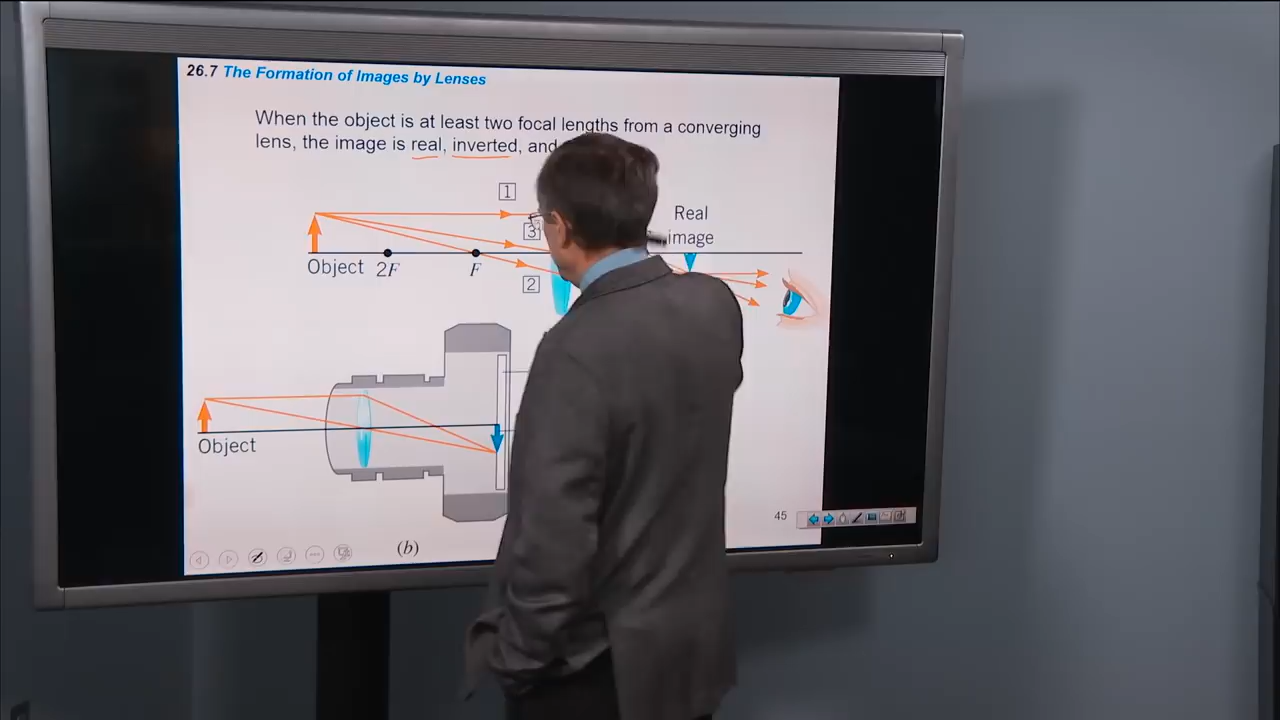 26.7 The Formation of Images by Lenses
When the object is at least two focal lengths from a converging
lens, the image is real, inverted, and
1
Real
image
3
Object 2F F
2
Object
(b)
45